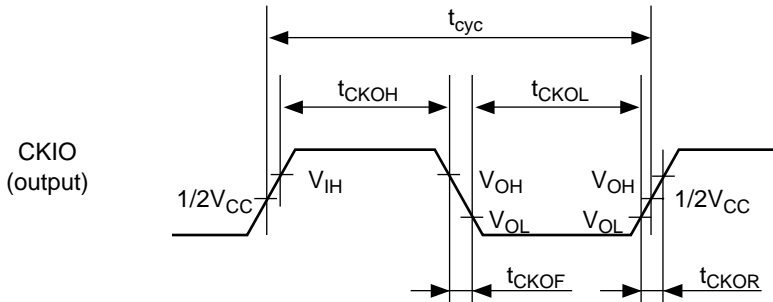 tcyc
tCKOH tCKOL
CKIO
(output)
VIH VOH VOH
1/2VCC 1/2VCC
VOL VOL
tCKOF tCKOR